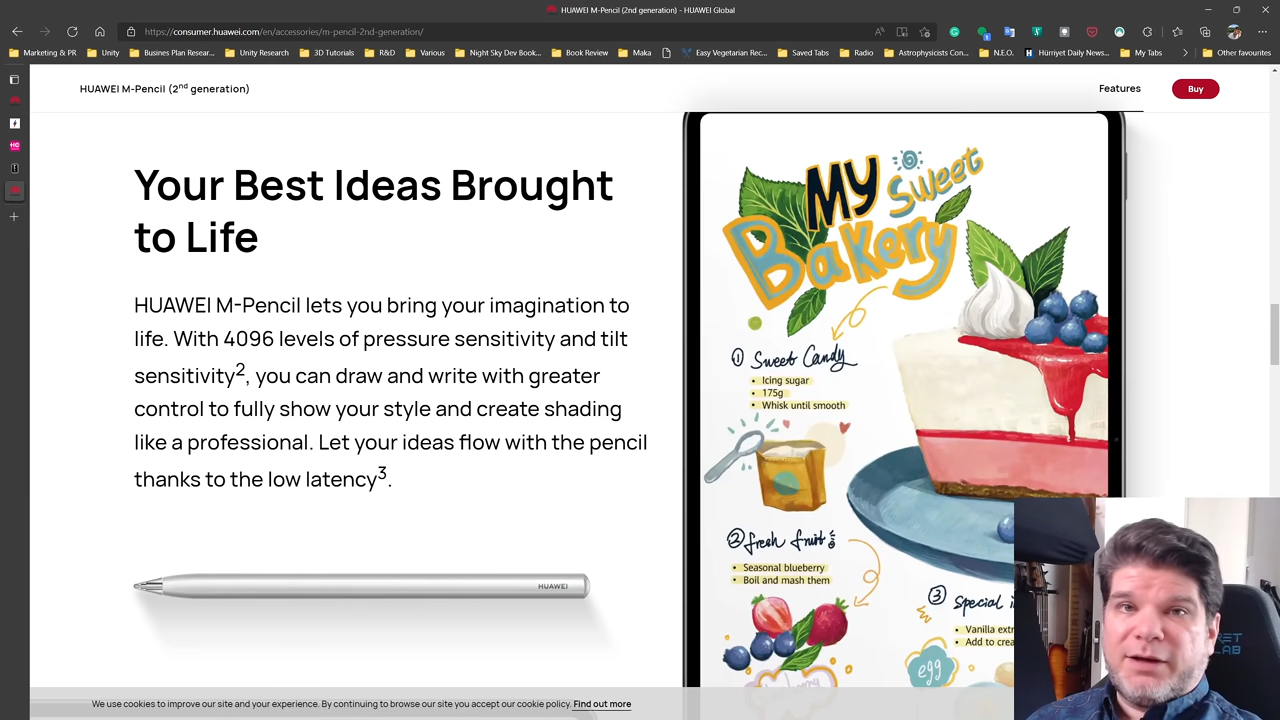 HUAWEI M-Pencil (2nd generation) - HUAWEI Global
https://consumer.huawei.com/en/accessories/m-pencil-2nd-generation/
Marketing & PR
Unity
Busines Plan Resear...
Unity Research
3D Tutorials
R&D
Various
Night Sky Dev Book...
Book Review
Maka
Easy Vegetarian Rec...
Saved Tabs
Radio
Astrophysicists Con...
N.E.O.
Hürriyet Daily News...
My Tabs
Other favourites
HUAWEI M-Pencil (2nd generation)
Features
Buy
Your Best Ideas Brought
to Life
HUAWEI M-Pencil lets you bring your imagination to
life. With 4096 levels of pressure sensitivity and tilt
sensitivity2, you can draw and write with greater
control to fully show your style and create shading
like a professional. Let your ideas flow with the pencil
thanks to the low latency3.
HUAWEI
My Sweet
Bakery
① Sweet Candy
• Icing sugar
• 175g
• Whisk until smooth
② fresh fruit
• Seasonal blueberry
• Boil and mash them
③ Special
• Vanilla
• Add to
egg
LAB
We use cookies to improve our site and your experience. By continuing to browse our site you accept our cookie policy. Find out more